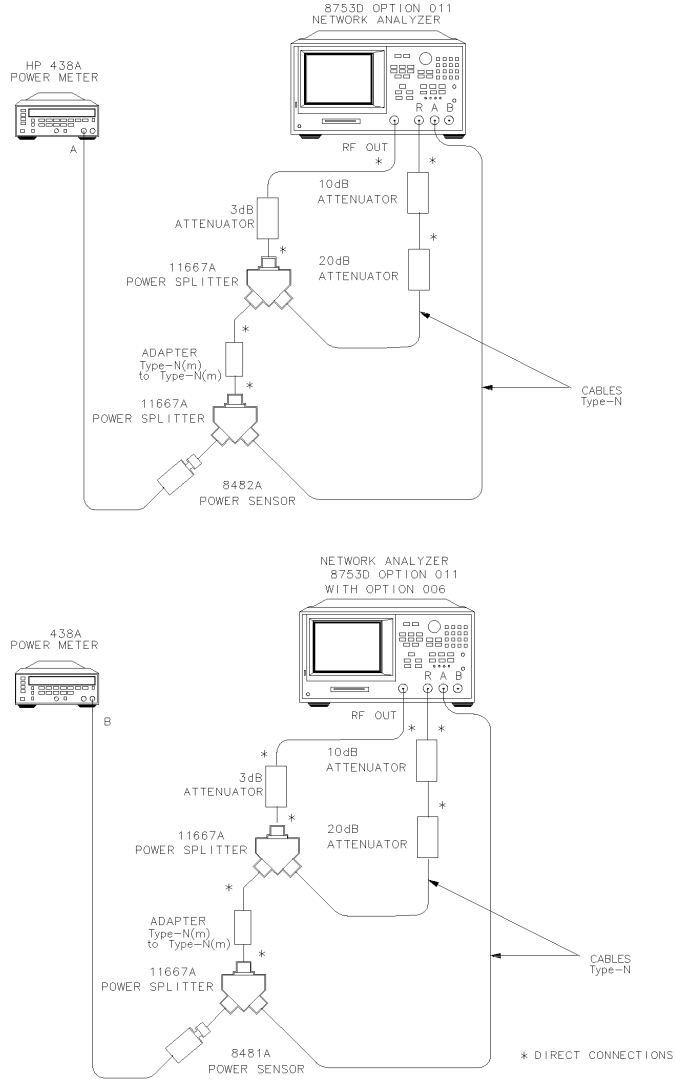 8753D OPTION 011
NETWORK ANALYZER
HP 438A
POWER METER
R A B
A
RF OUT
*
*
10dB
ATTENUATOR
3dB
ATTENUATOR
*
*
20dB
ATTENUATOR
11667A
POWER SPLITTER
*
ADAPTER
Type-N(m)
to Type-N(m)
*
CABLES
Type-N
11667A
POWER SPLITTER
8482A
POWER SENSOR
NETWORK ANALYZER
8753D OPTION 011
WITH OPTION 006
438A
POWER METER
R A B
B
RF OUT
*
*
*
10dB
ATTENUATOR
3dB
ATTENUATOR
*
*
20dB
ATTENUATOR
11667A
POWER SPLITTER
*
ADAPTER
Type-N(m)
to Type-N(m)
*
CABLES
Type-N
11667A
POWER SPLITTER
8481A
POWER SENSOR
* DIRECT CONNECTIONS